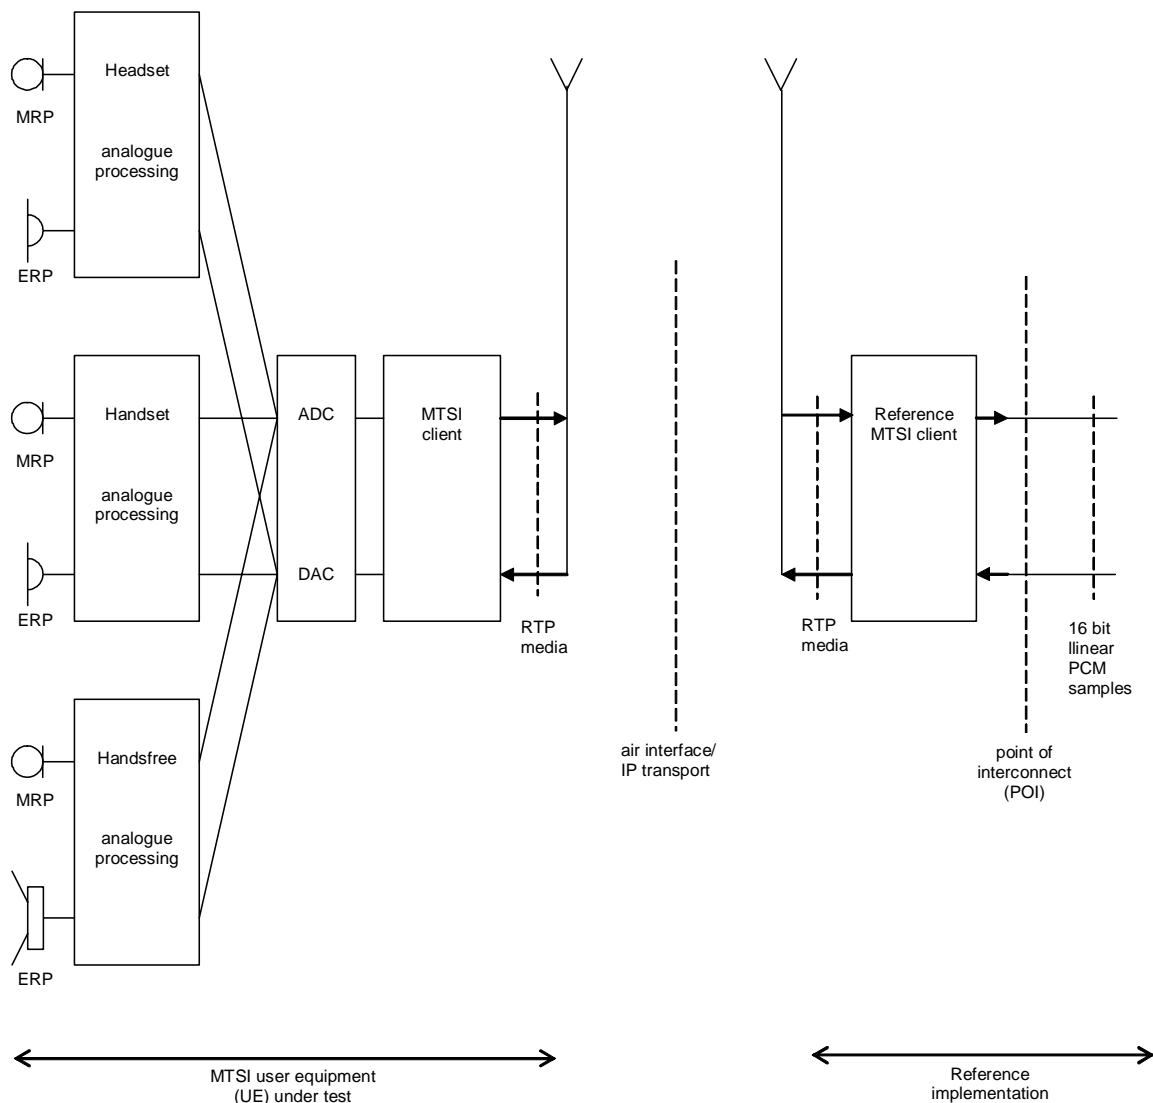 Headset
MRP
analogue
processing
ERP
Handset
MRP
analogue
processing
ERP
ADC
DAC
MTSI
client
RTP
media
Handsfree
MRP
analogue
processing
ERP
air interface/
IP transport
Reference
MTSI client
RTP
media
16 bit
llinear
PCM
samples
point of
interconnect
(POI)
MTSI user equipment
(UE) under test
Reference
implementation